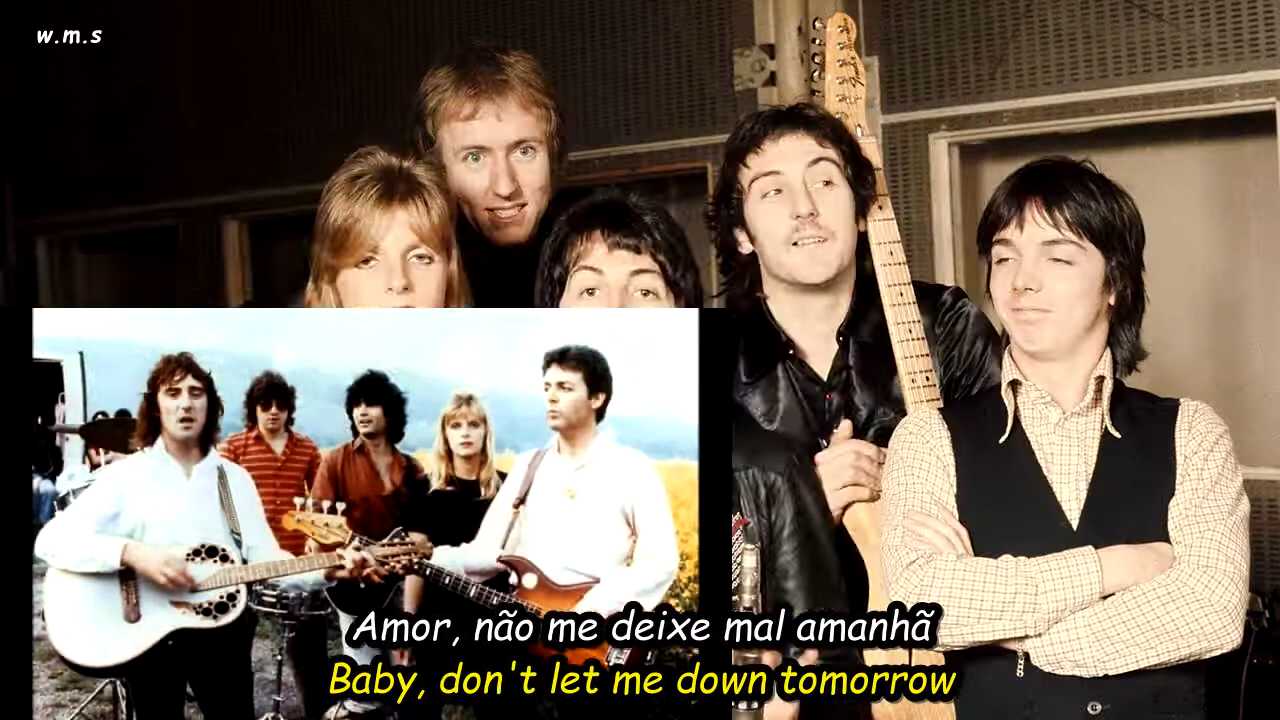 w.m.s
Amor, não me deixe mal amanhã
Baby, don't let me down tomorrow